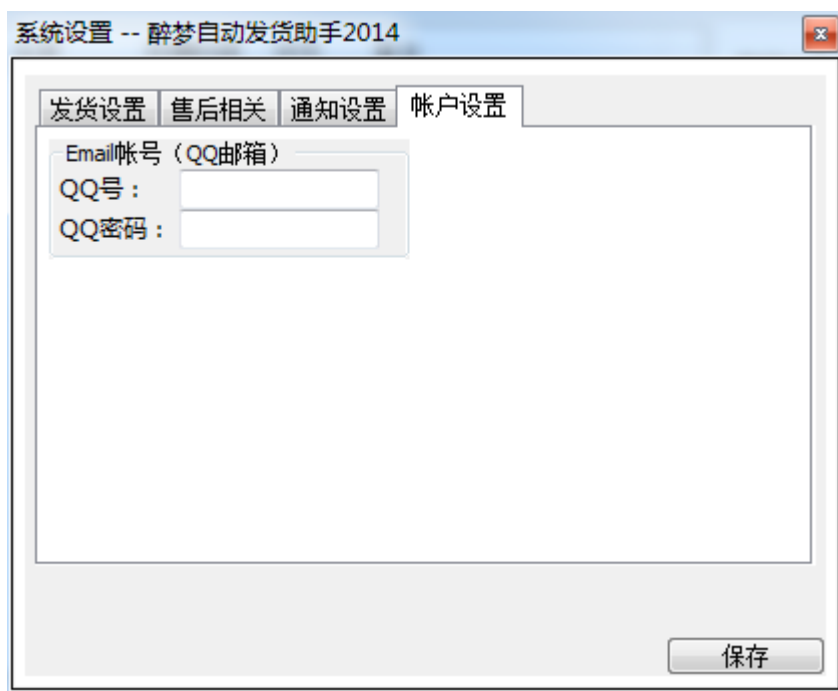 系统设置 -- 醉梦自动发货助手2014
发货设置 售后相关 通知设置 帐户设置
Email帐号（QQ邮箱）
QQ号：
QQ密码：
保存